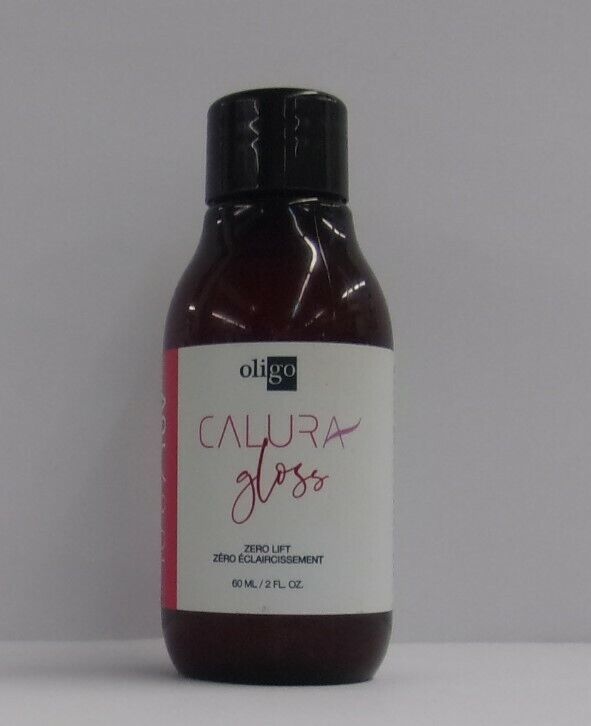 oligo
CALURA
gloss
ZERO LIFT
ZÉRO ÉCLAIRCISSEMENT
60 ML / 2 FL. OZ.